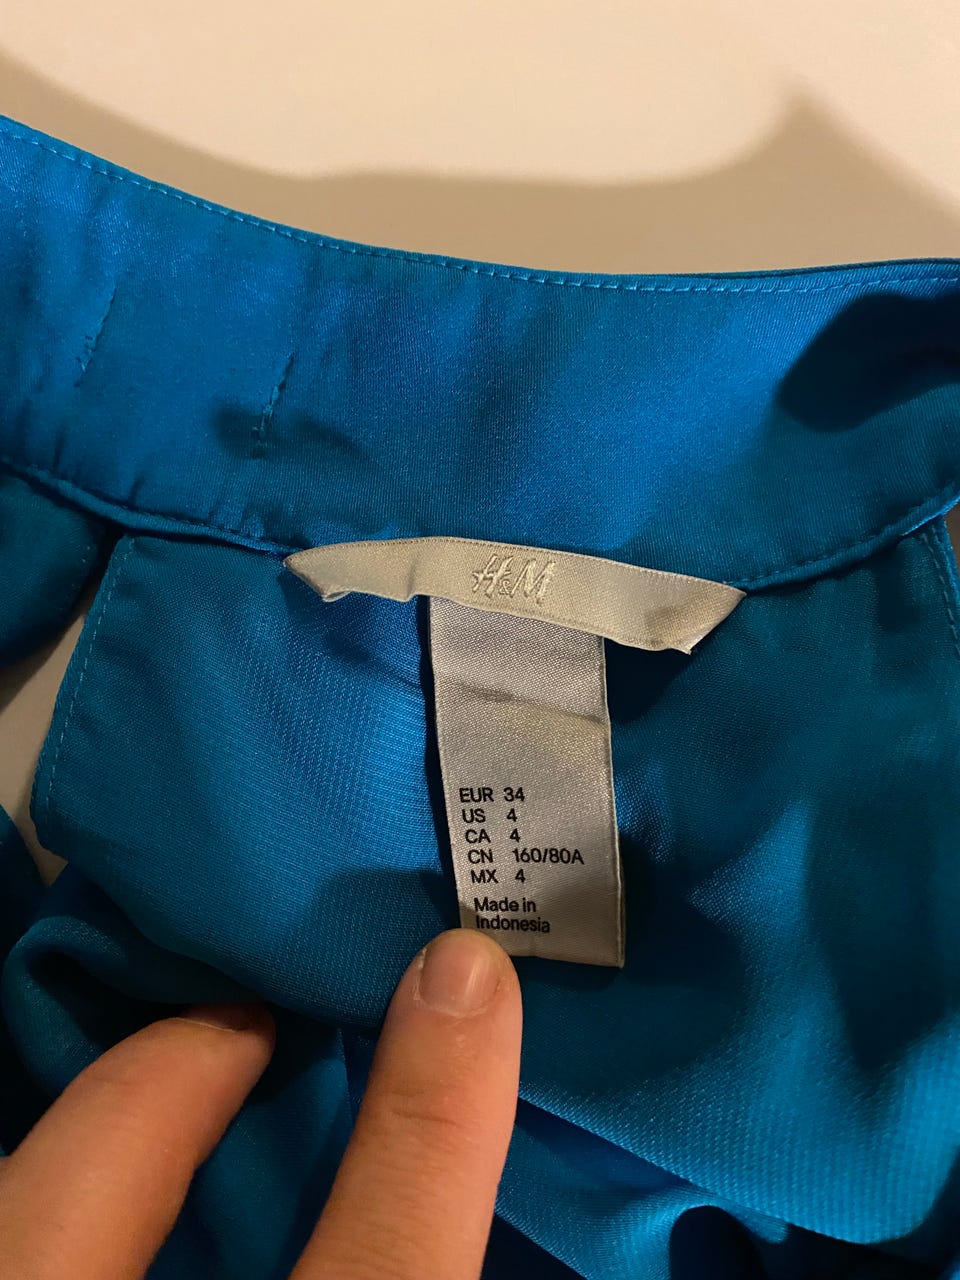 H&M
EUR 34
US 4
CA 4
CN 160/80A
MX 4
Made in
Indonesia